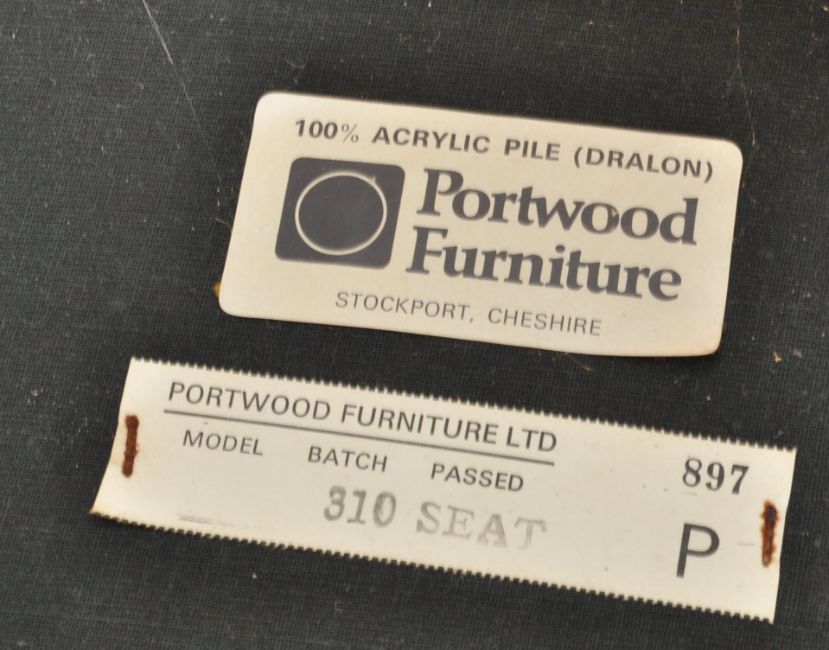 100% ACRYLIC PILE (DRALON)
Portwood
Furniture
STOCKPORT, CHESHIRE
PORTWOOD FURNITURE LTD
MODEL BATCH PASSED 897
310 SEAT P